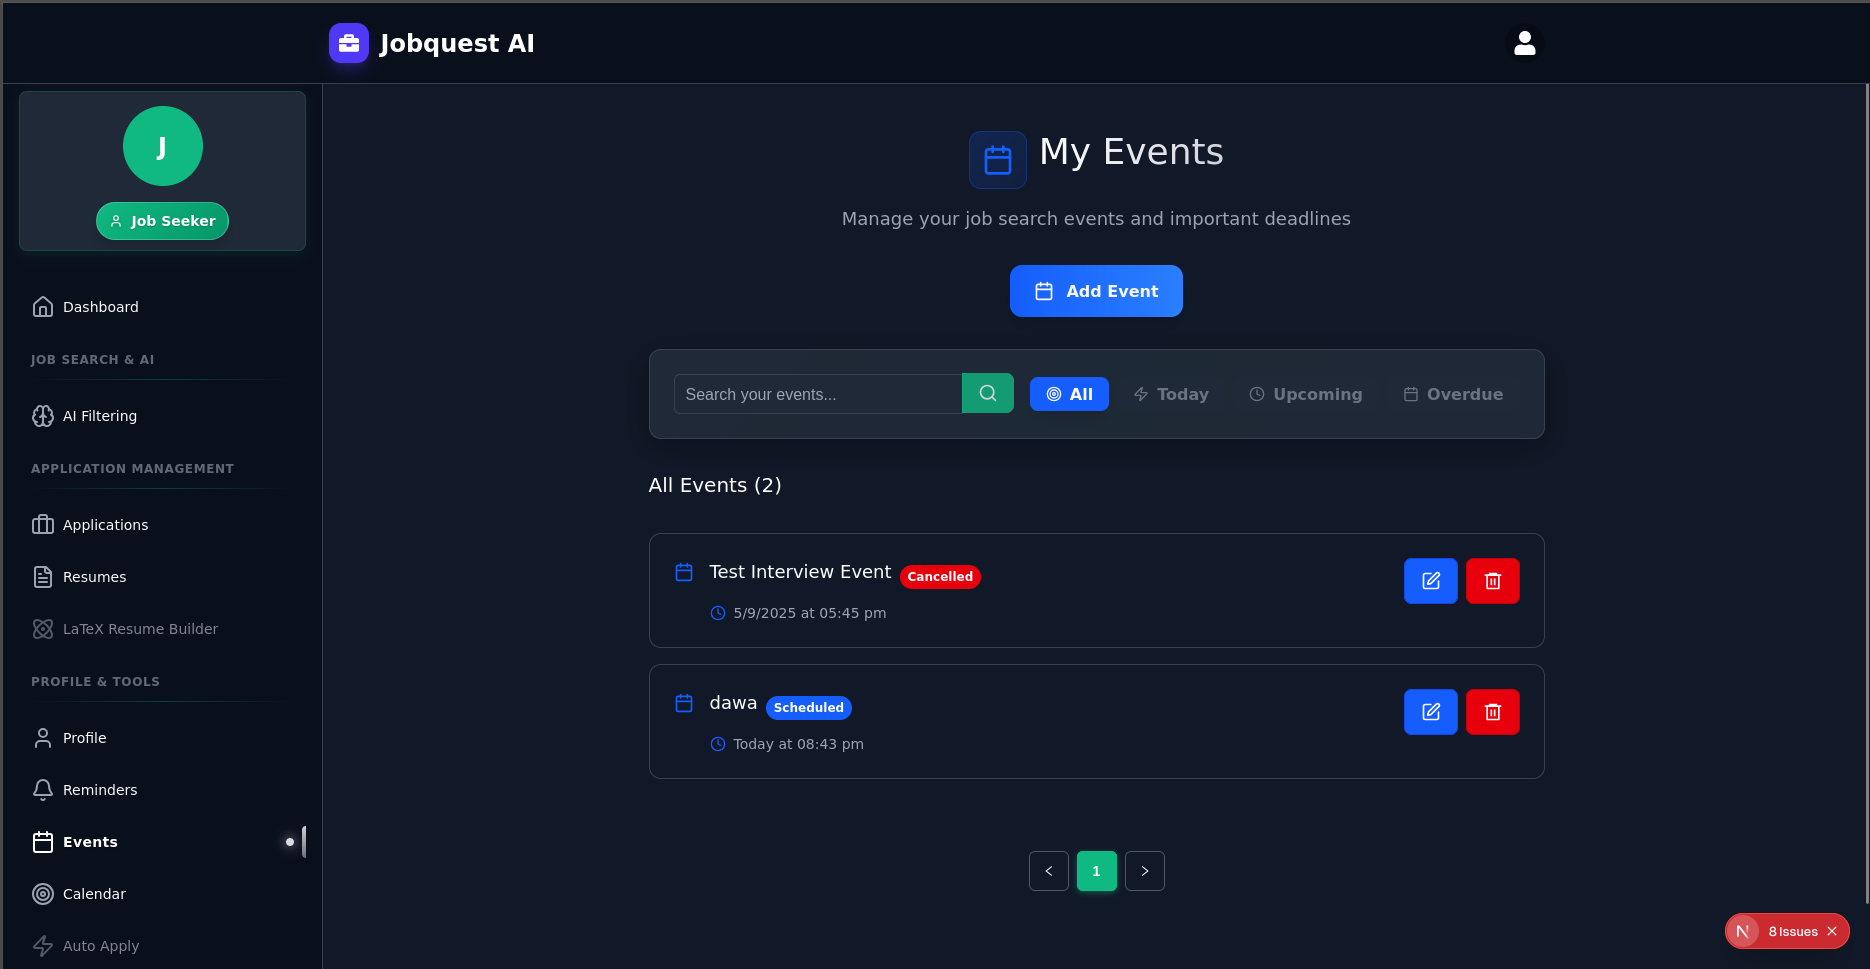 Jobquest AI
J
Job Seeker
Dashboard
JOB SEARCH & AI
AI Filtering
APPLICATION MANAGEMENT
Applications
Resumes
LaTeX Resume Builder
PROFILE & TOOLS
Profile
Reminders
Events
Calendar
Auto Apply
My Events
Manage your job search events and important deadlines
Add Event
Search your events...
All
Today
Upcoming
Overdue
All Events (2)
Test Interview Event
Cancelled
5/9/2025 at 05:45 pm
dawa
Scheduled
Today at 08:43 pm
1
N
8 Issues